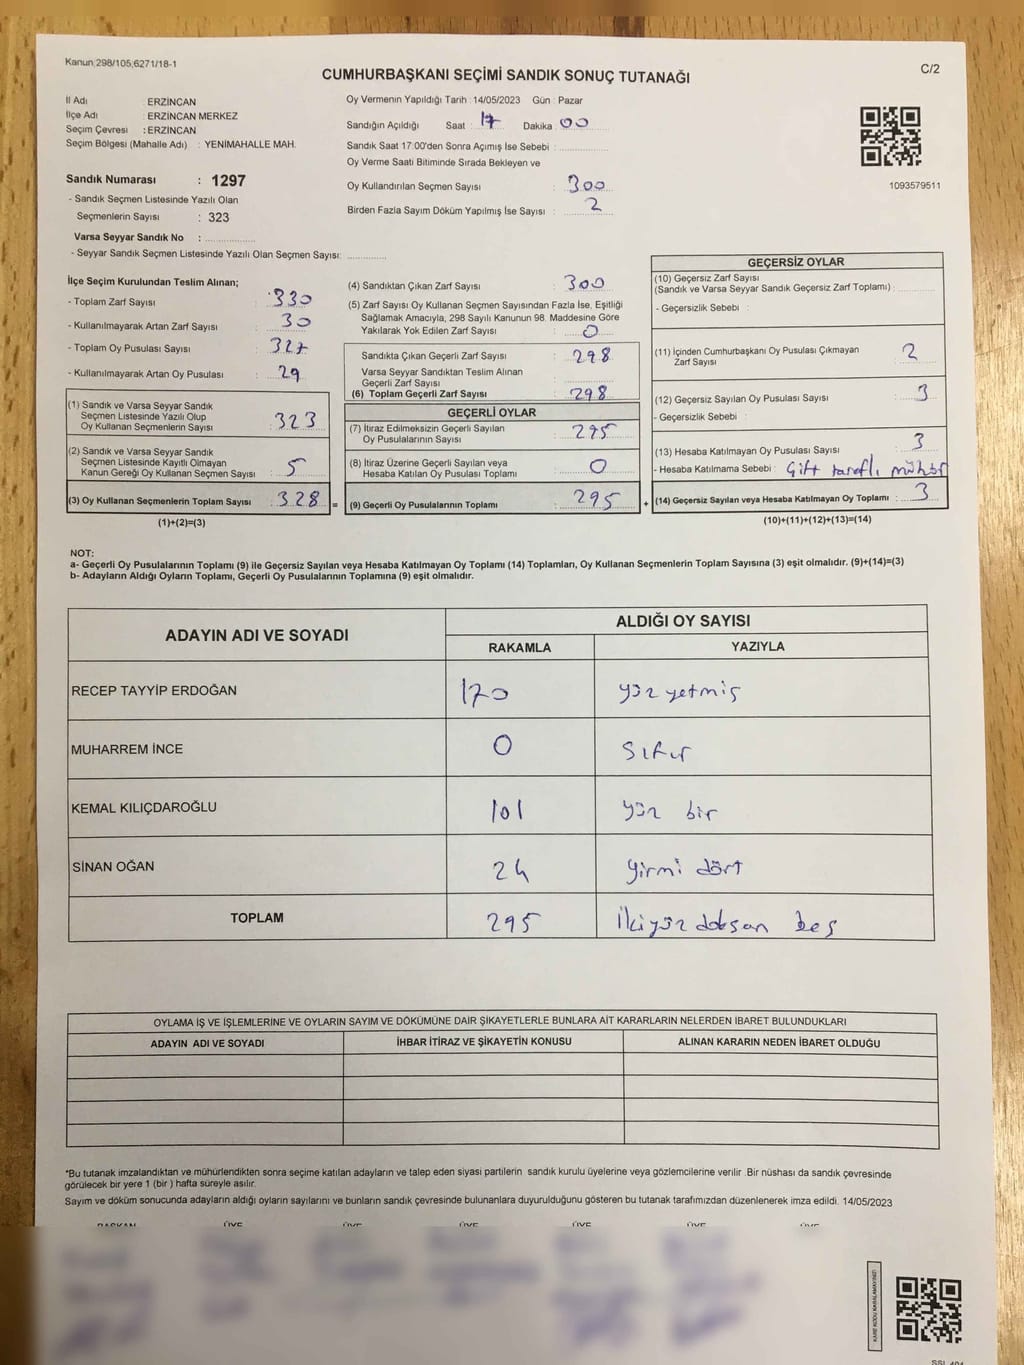 Kanun 298/105,6271/18-1
C/2
CUMHURBAŞKANI SEÇİMİ SANDIK SONUÇ TUTANAĞI
İl Adı : ERZİNCAN
İlçe Adı : ERZİNCAN MERKEZ
Seçim Çevresi : ERZİNCAN
Seçim Bölgesi (Mahalle Adı) : YENİMAHALLE MAH.
Oy Vermenin Yapıldığı Tarih : 14/05/2023 Gün : Pazar
Sandığın Açıldığı Saat : 17 Dakika : 00
Sandık Saat 17:00'den Sonra Açımış İse Sebebi :
Oy Verme Saati Bitiminde Sırada Bekleyen ve
Oy Kullandırılan Seçmen Sayısı : 300
Birden Fazla Sayım Döküm Yapılmış İse Sayısı : 2
1093579511
Sandık Numarası : 1297
- Sandık Seçmen Listesinde Yazılı Olan
Seçmenlerin Sayısı : 323
Varsa Seyyar Sandık No :
- Seyyar Sandık Seçmen Listesinde Yazılı Olan Seçmen Sayısı:
İlçe Seçim Kurulundan Teslim Alınan;
- Toplam Zarf Sayısı : 330
- Kullanılmayarak Artan Zarf Sayısı : 30
- Toplam Oy Pusulası Sayısı : 327
- Kullanılmayarak Artan Oy Pusulası : 29
(1) Sandık ve Varsa Seyyar Sandık
Seçmen Listesinde Yazılı Olup
Oy Kullanan Seçmenlerin Sayısı : 323
(2) Sandık ve Varsa Seyyar Sandık
Seçmen Listesinde Kayıtlı Olmayan
Kanun Gereği Oy Kullanan Seçmen Sayısı : 5
(3) Oy Kullanan Seçmenlerin Toplam Sayısı : 328 =
(1)+(2)=(3)
(4) Sandıktan Çıkan Zarf Sayısı : 300
(5) Zarf Sayısı Oy Kullanan Seçmen Sayısından Fazla İse, Eşitliği
Sağlamak Amacıyla, 298 Sayılı Kanunun 98. Maddesine Göre
Yakılarak Yok Edilen Zarf Sayısı : 0
Sandıkta Çıkan Geçerli Zarf Sayısı : 298
Varsa Seyyar Sandıktan Teslim Alınan
Geçerli Zarf Sayısı :
(6) Toplam Geçerli Zarf Sayısı : 298
GEÇERLİ OYLAR
(7) İtiraz Edilmeksizin Geçerli Sayılan
Oy Pusulalarının Sayısı : 295
(8) İtiraz Üzerine Geçerli Sayılan veya
Hesaba Katılan Oy Pusulası Toplamı : 0
(9) Geçerli Oy Pusulalarının Toplamı : 295 +
GEÇERSİZ OYLAR
(10) Geçersiz Zarf Sayısı
(Sandık ve Varsa Seyyar Sandık Geçersiz Zarf Toplamı) :
- Geçersizlik Sebebi :
(11) İçinden Cumhurbaşkanı Oy Pusulası Çıkmayan
Zarf Sayısı : 2
(12) Geçersiz Sayılan Oy Pusulası Sayısı : 3
- Geçersizlik Sebebi :
(13) Hesaba Katılmayan Oy Pusulası Sayısı : 3
- Hesaba Katılmama Sebebi : Çift taraflı mühür
(14) Geçersiz Sayılan veya Hesaba Katılmayan Oy Toplamı : 3
(10)+(11)+(12)+(13)=(14)
NOT:
a- Geçerli Oy Pusulalarının Toplamı (9) ile Geçersiz Sayılan veya Hesaba Katılmayan Oy Toplamı (14) Toplamları, Oy Kullanan Seçmenlerin Toplam Sayısına (3) eşit olmalıdır. (9)+(14)=(3)
b- Adayların Aldığı Oyların Toplamı, Geçerli Oy Pusulalarının Toplamına (9) eşit olmalıdır.
ADAYIN ADI VE SOYADI ALDIĞI OY SAYISI
RAKAMLA YAZIYLA
RECEP TAYYİP ERDOĞAN 170 yüz yetmiş
MUHARREM İNCE 0 Sıfır
KEMAL KILIÇDAROĞLU 101 yüz bir
SİNAN OĞAN 24 yirmi dört
TOPLAM 295 İkiyüz doksan beş
OYLAMA İŞ VE İŞLEMLERİNE VE OYLARIN SAYIM VE DÖKÜMÜNE DAİR ŞİKAYETLERLE BUNLARA AİT KARARLARIN NELERDEN İBARET BULUNDUKLARI
ADAYIN ADI VE SOYADI İHBAR İTİRAZ VE ŞİKAYETİN KONUSU ALINAN KARARIN NEDEN İBARET OLDUĞU
*Bu tutanak imzalandıktan ve mühürlendikten sonra seçime katılan adayların ve talep eden siyasi partilerin sandık kurulu üyelerine veya gözlemcilerine verilir. Bir nüshası da sandık çevresinde
görülecek bir yere 1 (bir ) hafta süreyle asılır.
Sayım ve döküm sonucunda adayların aldığı oyların sayılarını ve bunların sandık çevresinde bulunanlara duyurulduğunu gösteren bu tutanak tarafımızdan düzenlenerek imza edildi. 14/05/2023
BAŞKAN ÜYE ÜYE ÜYE ÜYE ÜYE ÜYE
KARE KODU KARALAMAYINIZ!